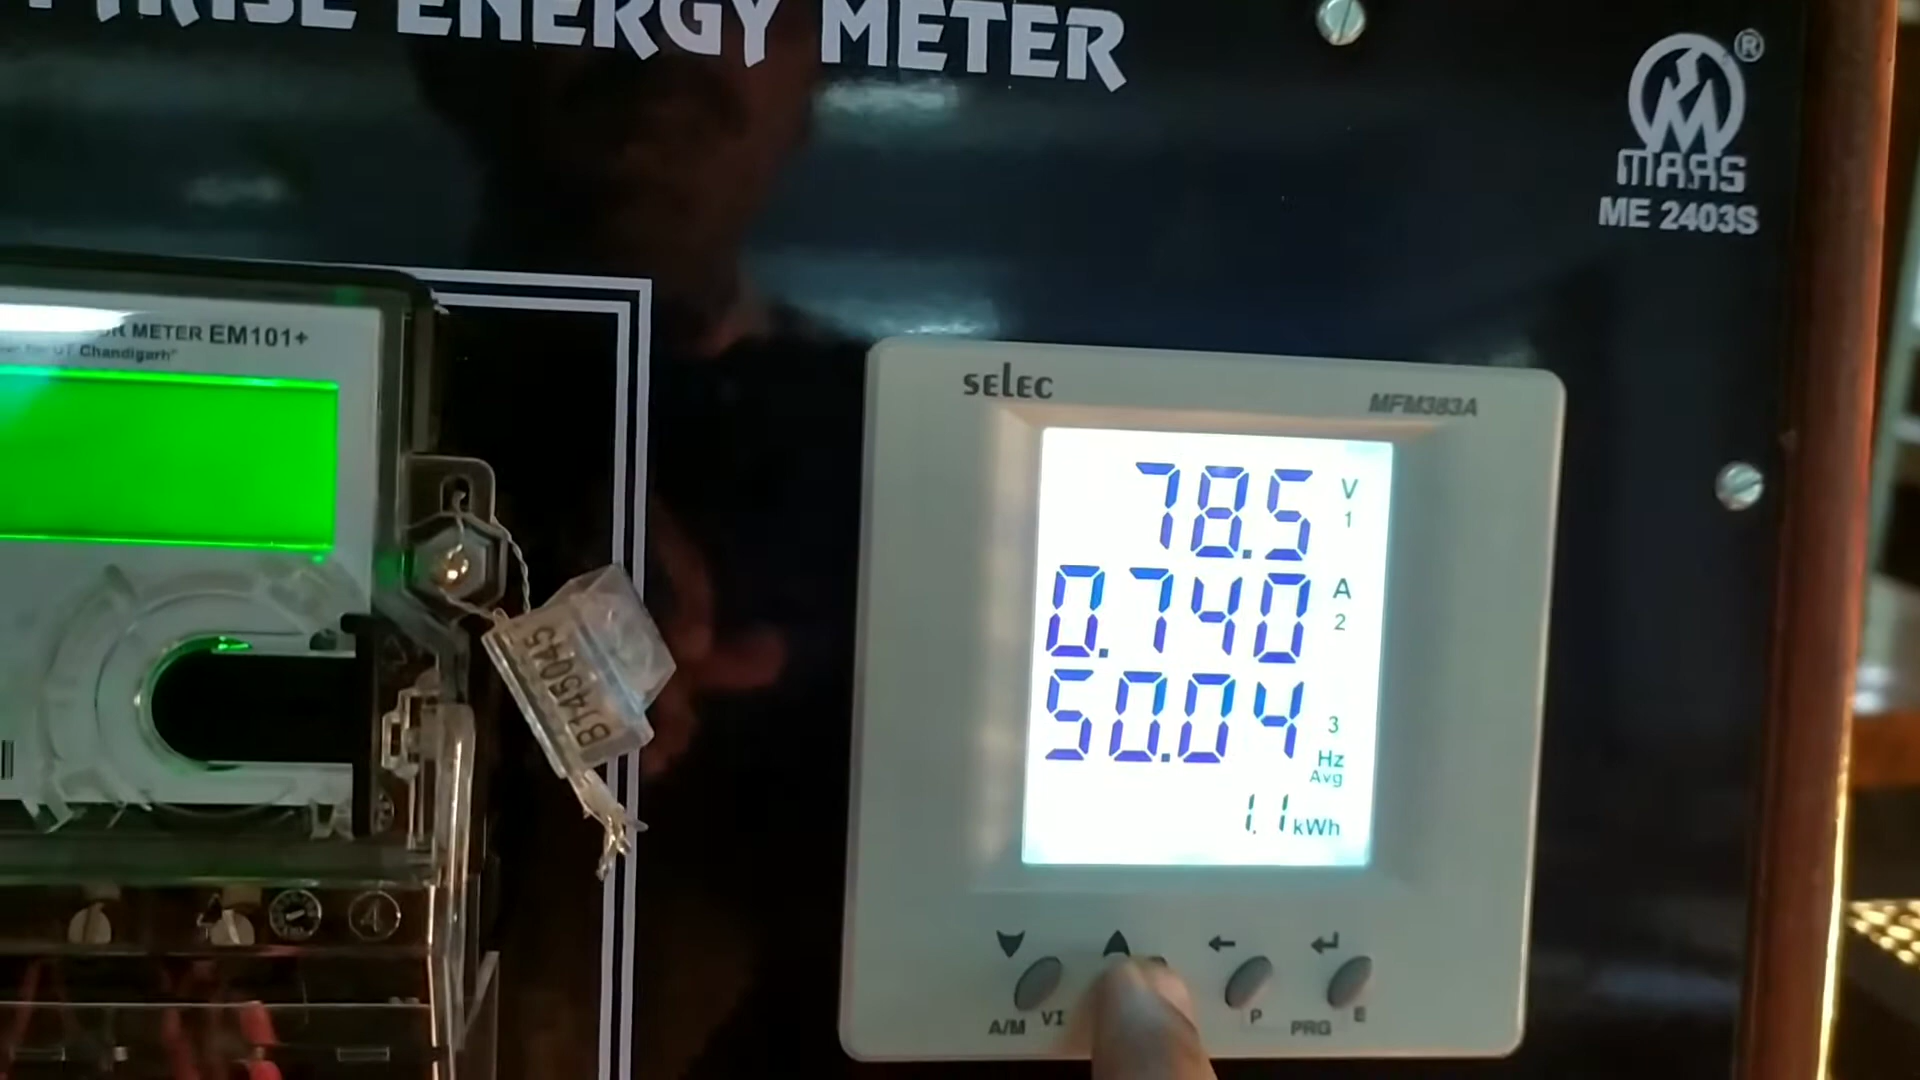 ENERGY METER
®
MARS
ME 2403S
METER EM101+
UT Chandigarh"
selec
MFM383A
78.5 V 1
0.740 A 2
50.04 3 Hz Avg
1.1 kWh
B145045
A/M VI P PRG E